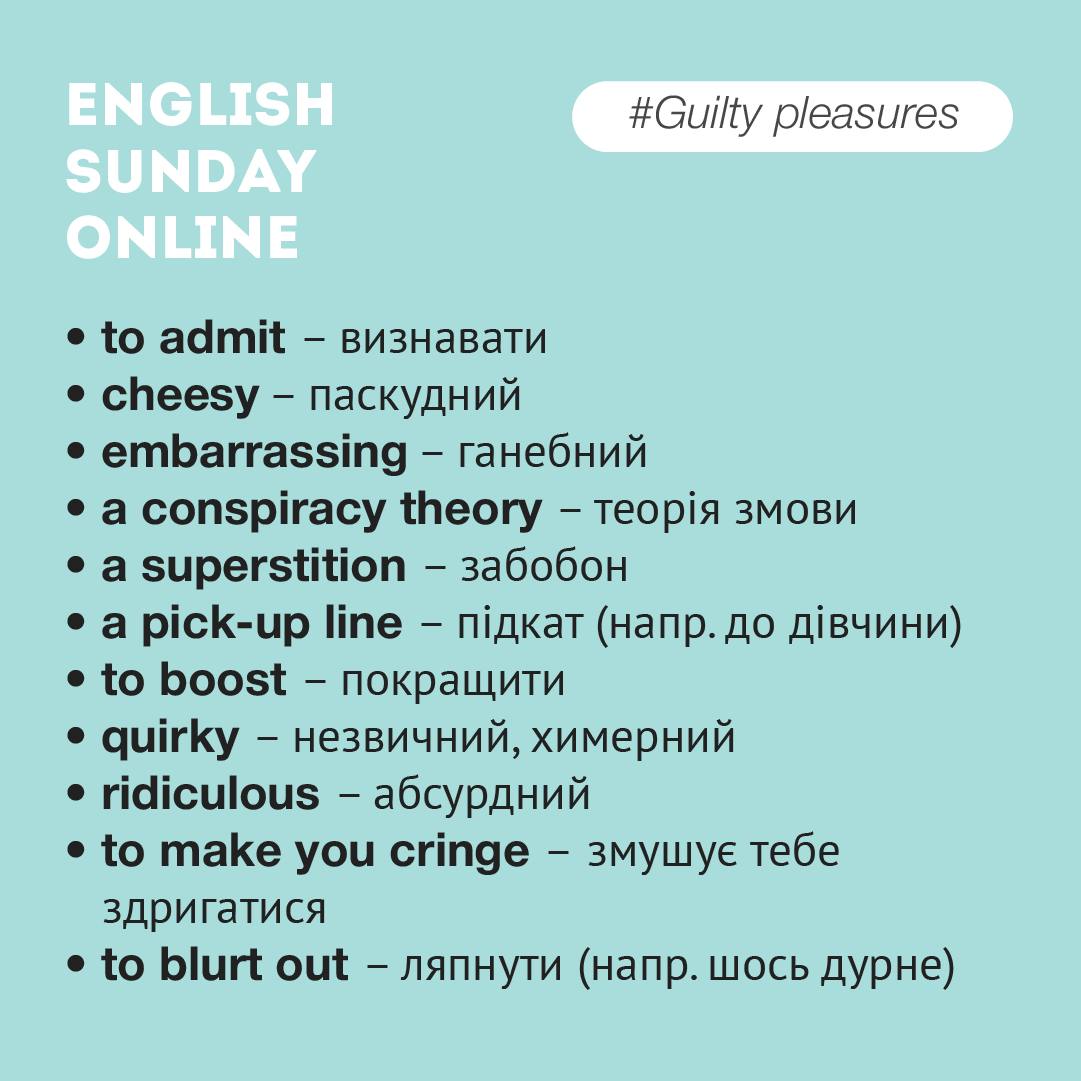 ENGLISH
SUNDAY
ONLINE
#Guilty pleasures
• to admit – визнавати
• cheesy – паскудний
• embarrassing – ганебний
• a conspiracy theory – теорія змови
• a superstition – забобон
• a pick-up line – підкат (напр. до дівчини)
• to boost – покращити
• quirky – незвичний, химерний
• ridiculous – абсурдний
• to make you cringe – змушує тебе
здригатися
• to blurt out – ляпнути (напр. шось дурне)